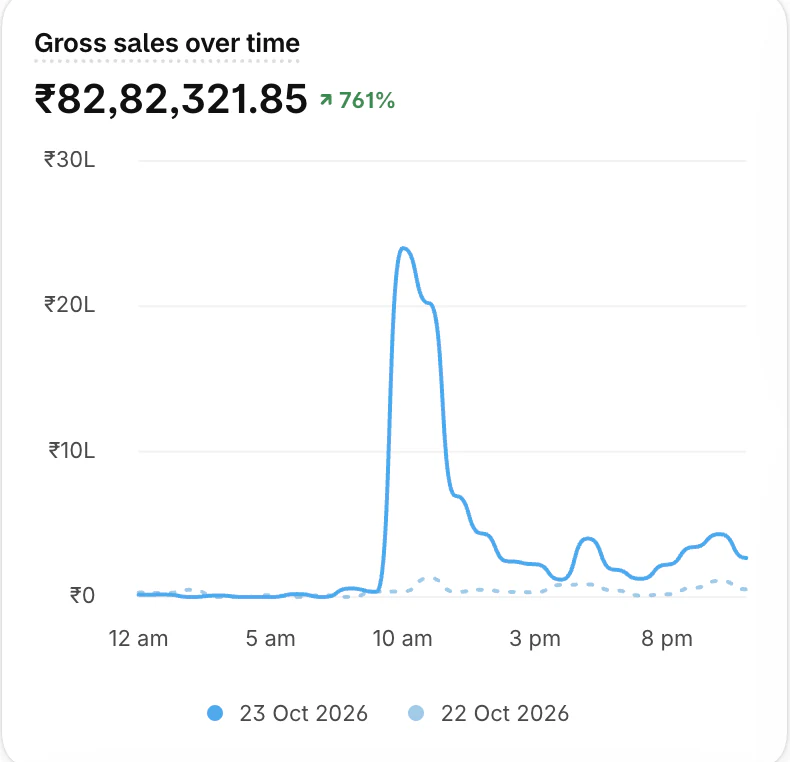 Gross sales over time
₹82,82,321.85 ↗ 761%
₹30L
₹20L
₹10L
₹0
12 am 5 am 10 am 3 pm 8 pm
23 Oct 2026 22 Oct 2026